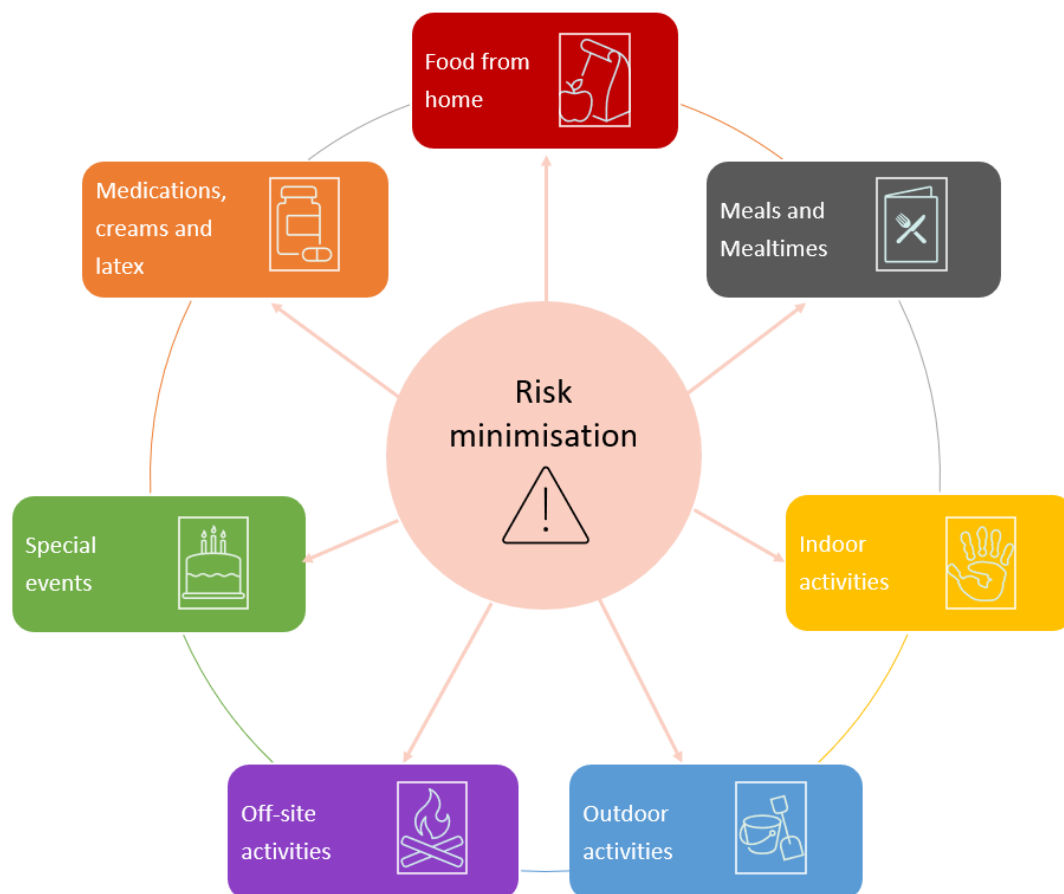 Food from
home
Meals and
Mealtimes
Indoor
activities
Outdoor
activities
Off-site
activities
Special
events
Medications,
creams and
latex
Risk
minimisation